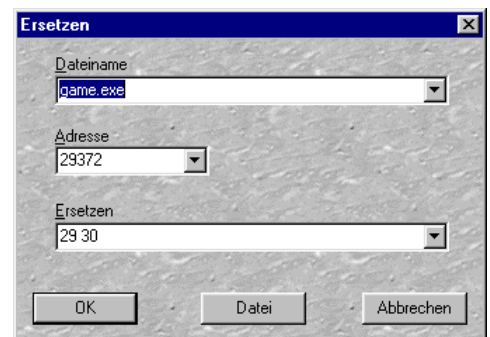 Ersetzen
Dateiname
game.exe
Adresse
29372
Ersetzen
29 30
OK Datei Abbrechen